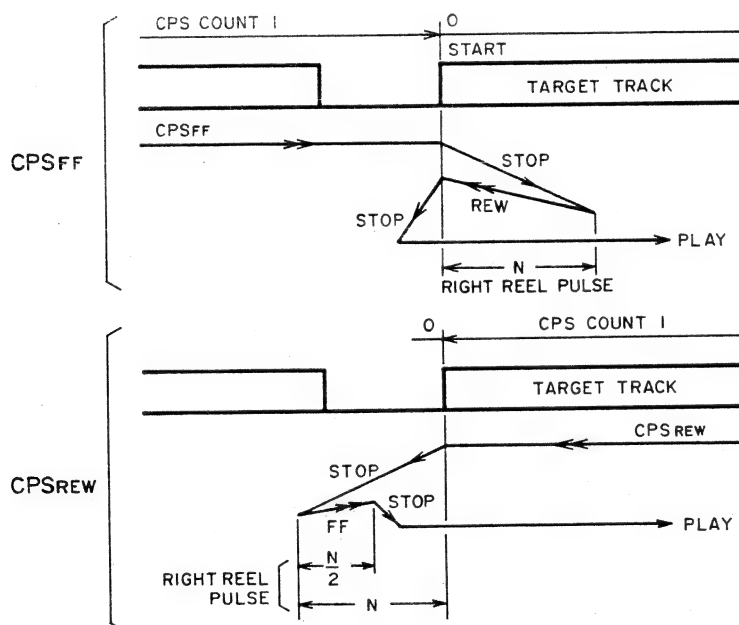 CPS COUNT 1
0
START
TARGET TRACK
CPSFF
CPSFF
STOP
REW
STOP
PLAY
N
RIGHT REEL PULSE
0
CPS COUNT 1
TARGET TRACK
CPSREW
CPSREW
STOP
STOP
FF
PLAY
N
2
RIGHT REEL
PULSE
N